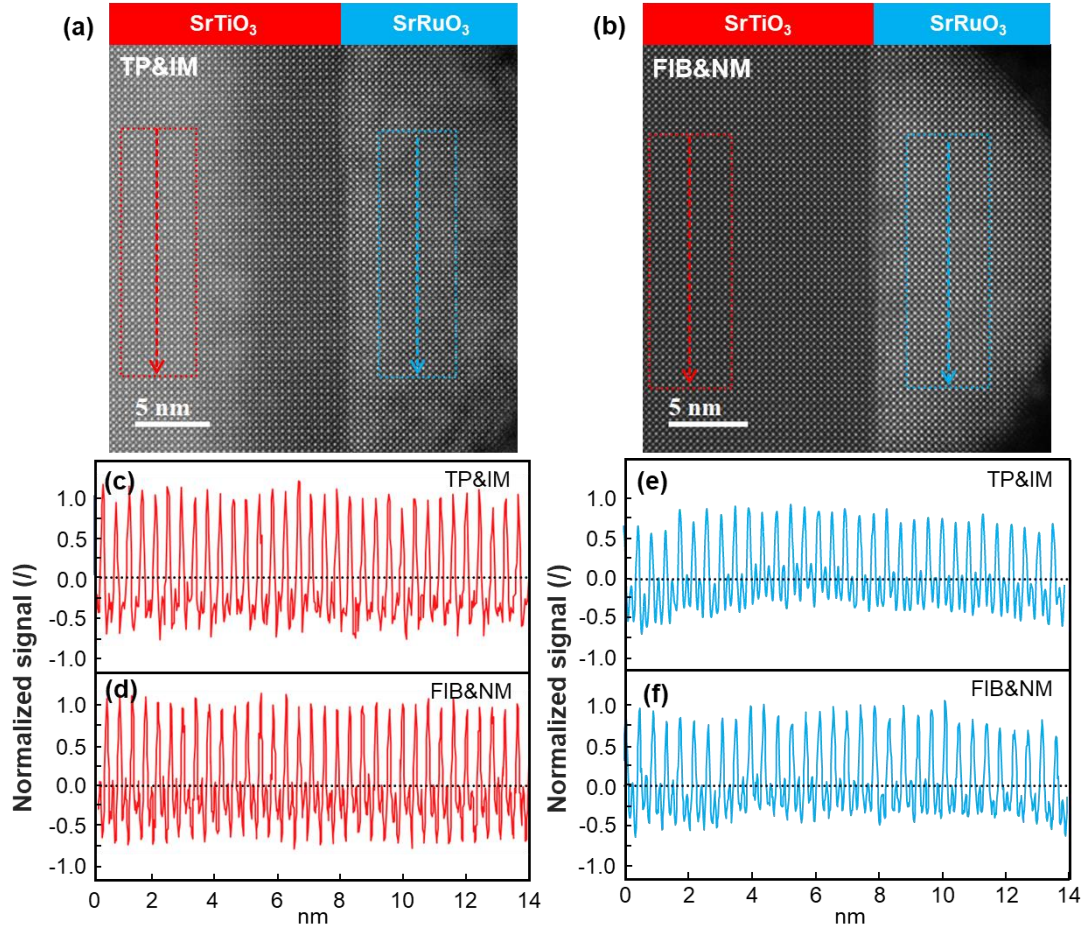 (a) SrTiO₃ SrRuO₃
TP&IM
5 nm
(b) SrTiO₃ SrRuO₃
FIB&NM
5 nm
Normalized signal (I)
(c) TP&IM
1.0
0.5
0.0
-0.5
-1.0
(d) FIB&NM
1.0
0.5
0.0
-0.5
-1.0
0 2 4 6 8 10 12 14
nm
Normalized signal (I)
(e) TP&IM
1.0
0.5
0.0
-0.5
-1.0
(f) FIB&NM
1.0
0.5
0.0
-0.5
-1.0
0 2 4 6 8 10 12 14
nm